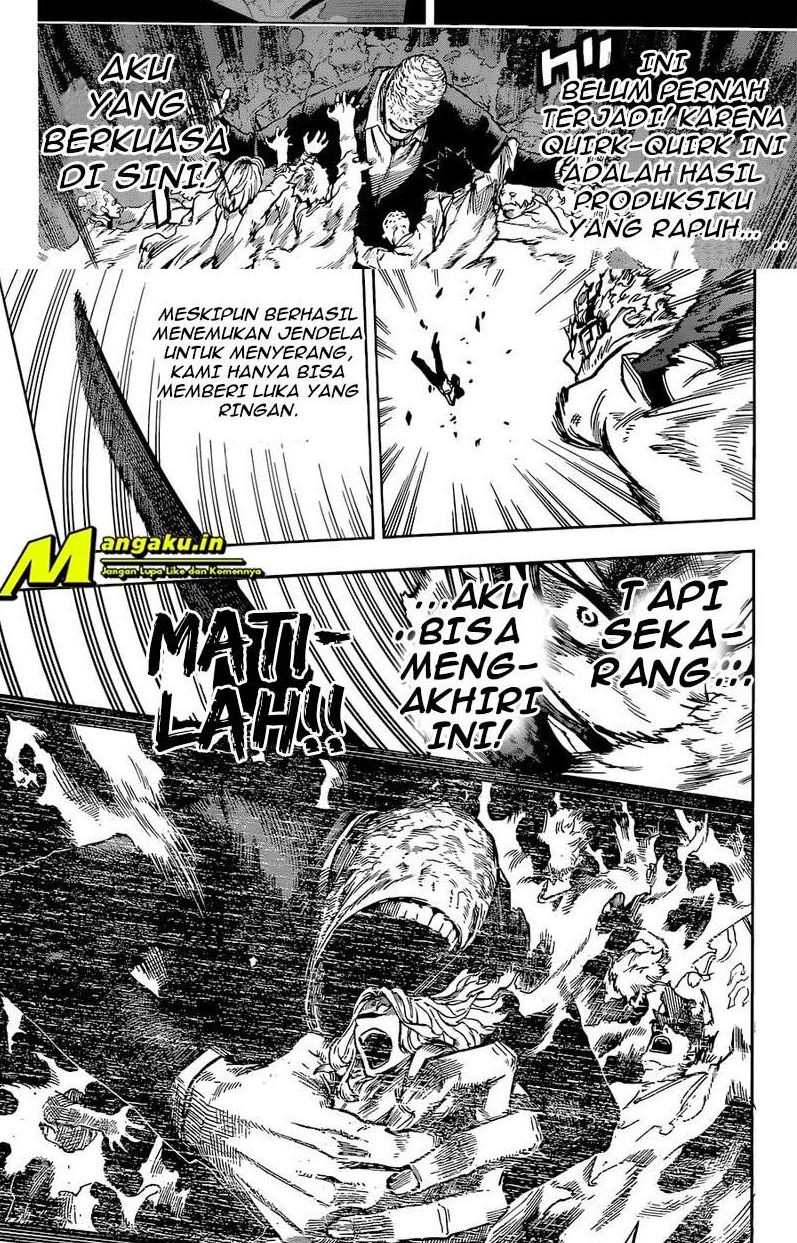 INI
BELUM PERNAH
TERJADI! KARENA
QUIRK-QUIRK INI
ADALAH HASIL
PRODUKSIKU
YANG RAPUH... ..
AKU
YANG
BERKUASA
DI SINI!
MESKIPUN BERHASIL
MENEMUKAN JENDELA
UNTUK MENYERANG,
KAMI HANYA BISA
MEMBERI LUKA YANG
RINGAN.
Mangaku.in
Jangan Lupa Like dan Komennya
TAPI
SEKA-
RANG...
...AKU
BISA
MENG-
AKHIRI
INI!
MATI-
LAH!!